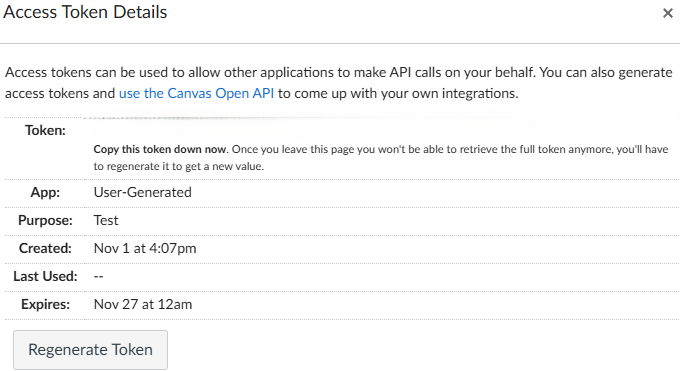 Access Token Details ×
Access tokens can be used to allow other applications to make API calls on your behalf. You can also generate
access tokens and use the Canvas Open API to come up with your own integrations.
Token:
Copy this token down now. Once you leave this page you won't be able to retrieve the full token anymore, you'll have
to regenerate it to get a new value.
App: User-Generated
Purpose: Test
Created: Nov 1 at 4:07pm
Last Used: --
Expires: Nov 27 at 12am
Regenerate Token